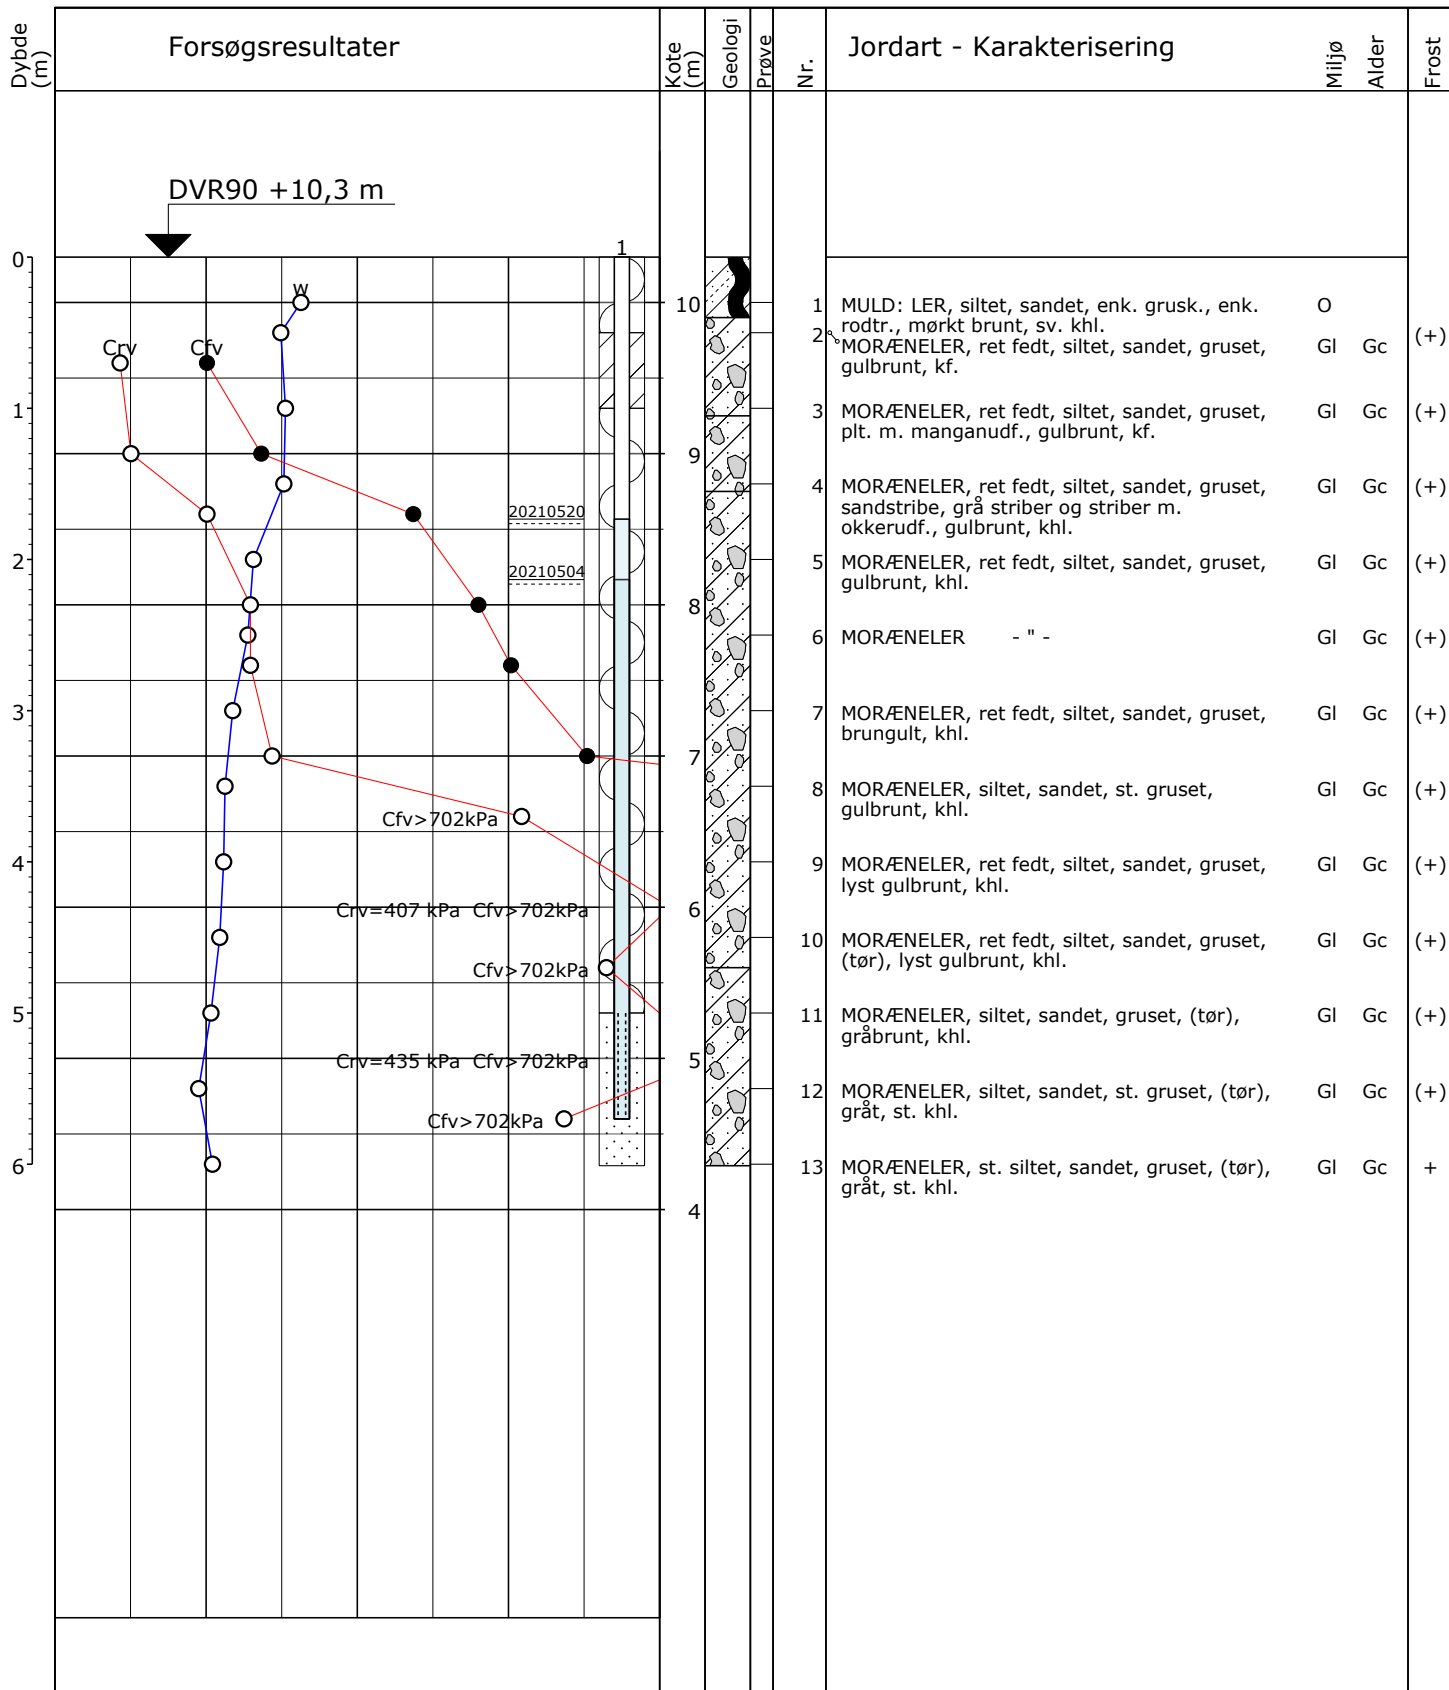 Dybde
(m)
Forsøgsresultater
Kote
(m)
Geologi
Prøve
Nr.
Jordart - Karakterisering
Miljø
Alder
Frost
DVR90 +10,3 m
0
1
w
10
1 MULD: LER, siltet, sandet, enk. grusk., enk. O
rodtr., mørkt brunt, sv. khl.
Crv Cfv
2 MORÆNELER, ret fedt, siltet, sandet, gruset, Gl Gc (+)
gulbrunt, kf.
1
3 MORÆNELER, ret fedt, siltet, sandet, gruset, Gl Gc (+)
plt. m. manganudf., gulbrunt, kf.
9
4 MORÆNELER, ret fedt, siltet, sandet, gruset, Gl Gc (+)
sandstribe, grå striber og striber m.
okkerudf., gulbrunt, khl.
20210520
2
5 MORÆNELER, ret fedt, siltet, sandet, gruset, Gl Gc (+)
gulbrunt, khl.
20210504
8
6 MORÆNELER - " - Gl Gc (+)
3
7 MORÆNELER, ret fedt, siltet, sandet, gruset, Gl Gc (+)
brungult, khl.
7
8 MORÆNELER, siltet, sandet, st. gruset, Gl Gc (+)
gulbrunt, khl.
Cfv>702kPa
4
9 MORÆNELER, ret fedt, siltet, sandet, gruset, Gl Gc (+)
lyst gulbrunt, khl.
Crv=407 kPa Cfv>702kPa
6
10 MORÆNELER, ret fedt, siltet, sandet, gruset, Gl Gc (+)
(tør), lyst gulbrunt, khl.
Cfv>702kPa
5
11 MORÆNELER, siltet, sandet, gruset, (tør), Gl Gc (+)
gråbrunt, khl.
Crv=435 kPa Cfv>702kPa
5
12 MORÆNELER, siltet, sandet, st. gruset, (tør), Gl Gc (+)
gråt, st. khl.
Cfv>702kPa
6
13 MORÆNELER, st. siltet, sandet, gruset, (tør), Gl Gc +
gråt, st. khl.
4